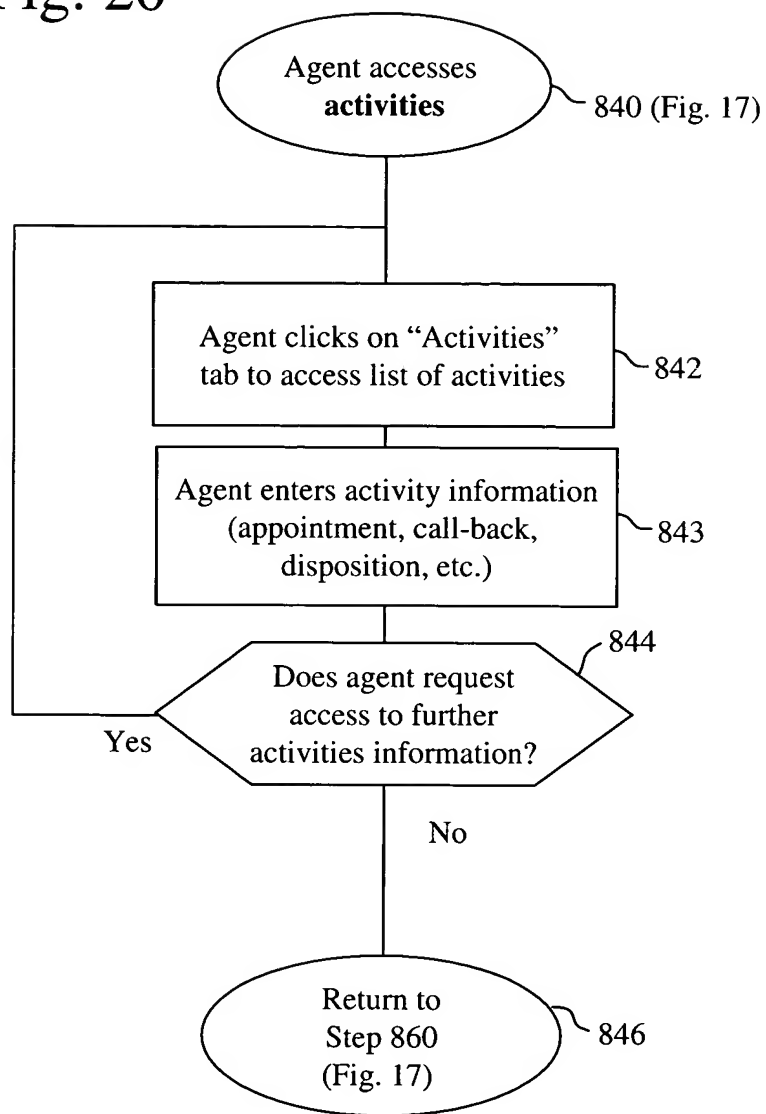 Fig. 20
Agent accesses
activities
840 (Fig. 17)
Agent clicks on “Activities”
tab to access list of activities
842
Agent enters activity information
(appointment, call-back,
disposition, etc.)
843
844
Does agent request
access to further
activities information?
Yes
No
Return to
Step 860
(Fig. 17)
846